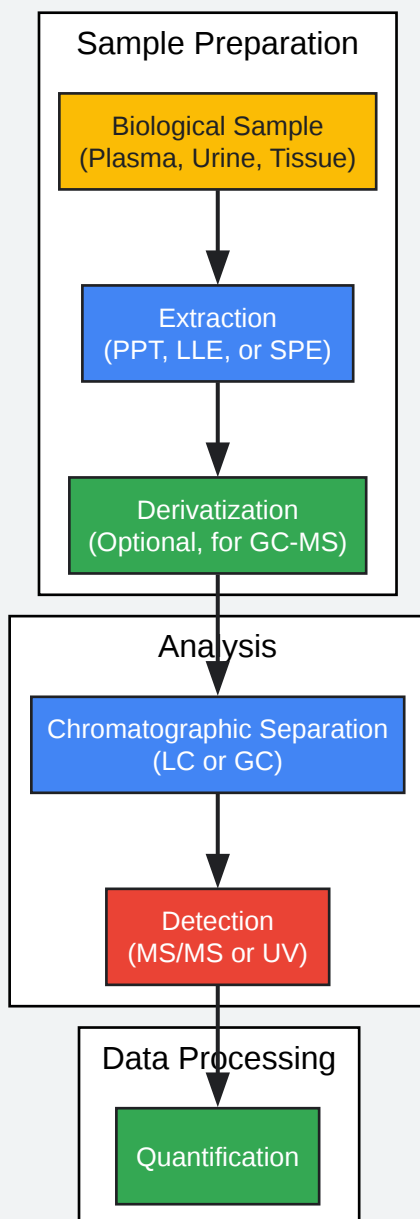 Sample Preparation
Biological Sample
(Plasma, Urine, Tissue)
Extraction
(PPT, LLE, or SPE)
Derivatization
(Optional, for GC-MS)
Analysis
Chromatographic Separation
(LC or GC)
Detection
(MS/MS or UV)
Data Processing
Quantification